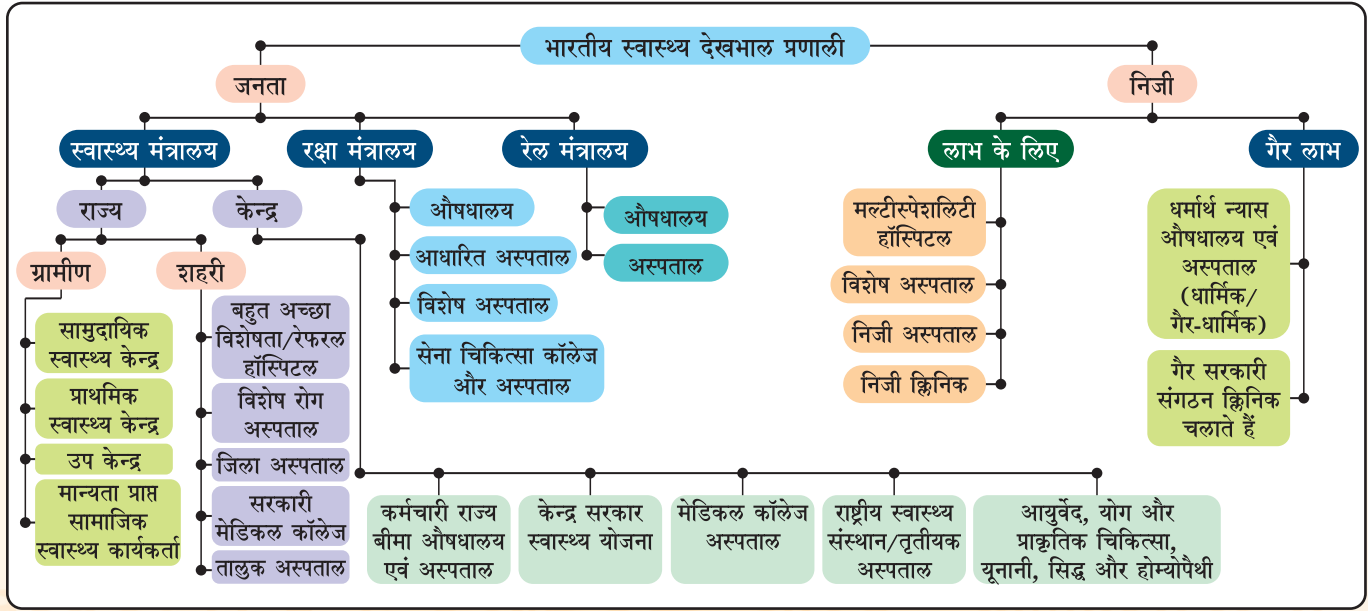 भारतीय स्वास्थ्य देखभाल प्रणाली
जनता
निजी
स्वास्थ्य मंत्रालय
रक्षा मंत्रालय
रेल मंत्रालय
लाभ के लिए
गैर लाभ
राज्य
केन्द्र
ग्रामीण
शहरी
सामुदायिक
स्वास्थ्य केन्द्र
प्राथमिक
स्वास्थ्य केन्द्र
उप केन्द्र
मान्यता प्राप्त
सामाजिक
स्वास्थ्य कार्यकर्ता
बहुत अच्छा
विशेषता/रेफरल
हॉस्पिटल
विशेष रोग
अस्पताल
जिला अस्पताल
सरकारी
मेडिकल कॉलेज
तालुक अस्पताल
औषधालय
आधारित अस्पताल
विशेष अस्पताल
सेना चिकित्सा कॉलेज
और अस्पताल
औषधालय
अस्पताल
मल्टीस्पेशलिटी
हॉस्पिटल
विशेष अस्पताल
निजी अस्पताल
निजी क्लिनिक
धर्मार्थ न्यास
औषधालय एवं
अस्पताल
(धार्मिक/
गैर-धार्मिक)
गैर सरकारी
संगठन क्लिनिक
चलाते हैं
कर्मचारी राज्य
बीमा औषधालय
एवं अस्पताल
केन्द्र सरकार
स्वास्थ्य योजना
मेडिकल कॉलेज
अस्पताल
राष्ट्रीय स्वास्थ्य
संस्थान/तृतीयक
अस्पताल
आयुर्वेद, योग और
प्राकृतिक चिकित्सा,
यूनानी, सिद्ध और होम्योपैथी